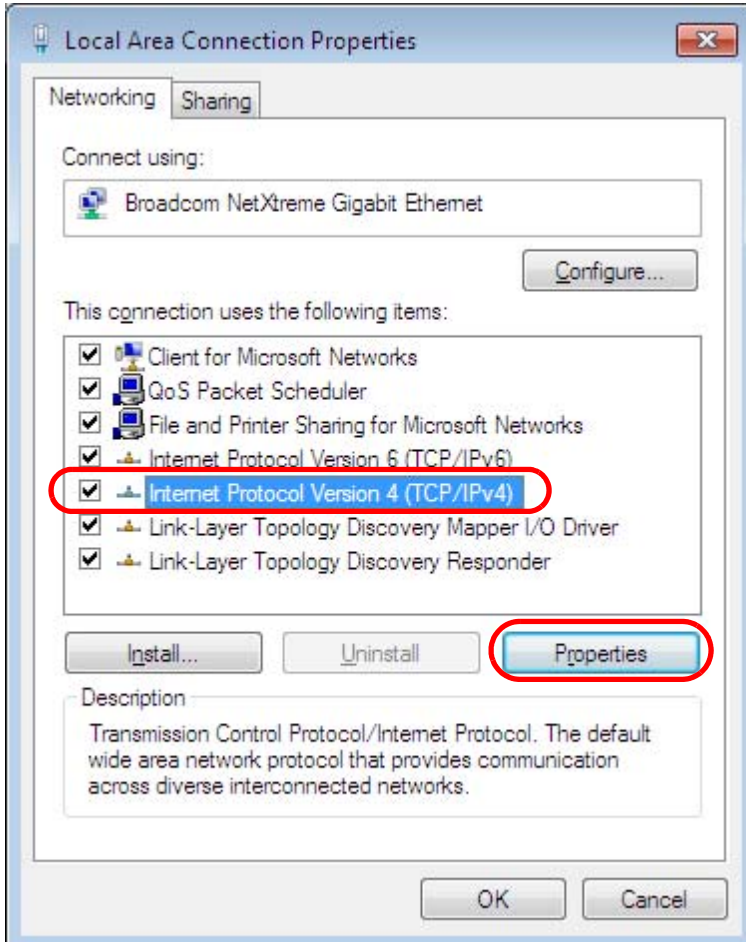 Local Area Connection Properties
Networking
Sharing
Connect using:
Broadcom NetXtreme Gigabit Ethernet
Configure...
This connection uses the following items:
Client for Microsoft Networks
QoS Packet Scheduler
File and Printer Sharing for Microsoft Networks
Internet Protocol Version 6 (TCP/IPv6)
Internet Protocol Version 4 (TCP/IPv4)
Link-Layer Topology Discovery Mapper I/O Driver
Link-Layer Topology Discovery Responder
Install...
Uninstall
Properties
Description
Transmission Control Protocol/Internet Protocol. The default
wide area network protocol that provides communication
across diverse interconnected networks.
OK
Cancel